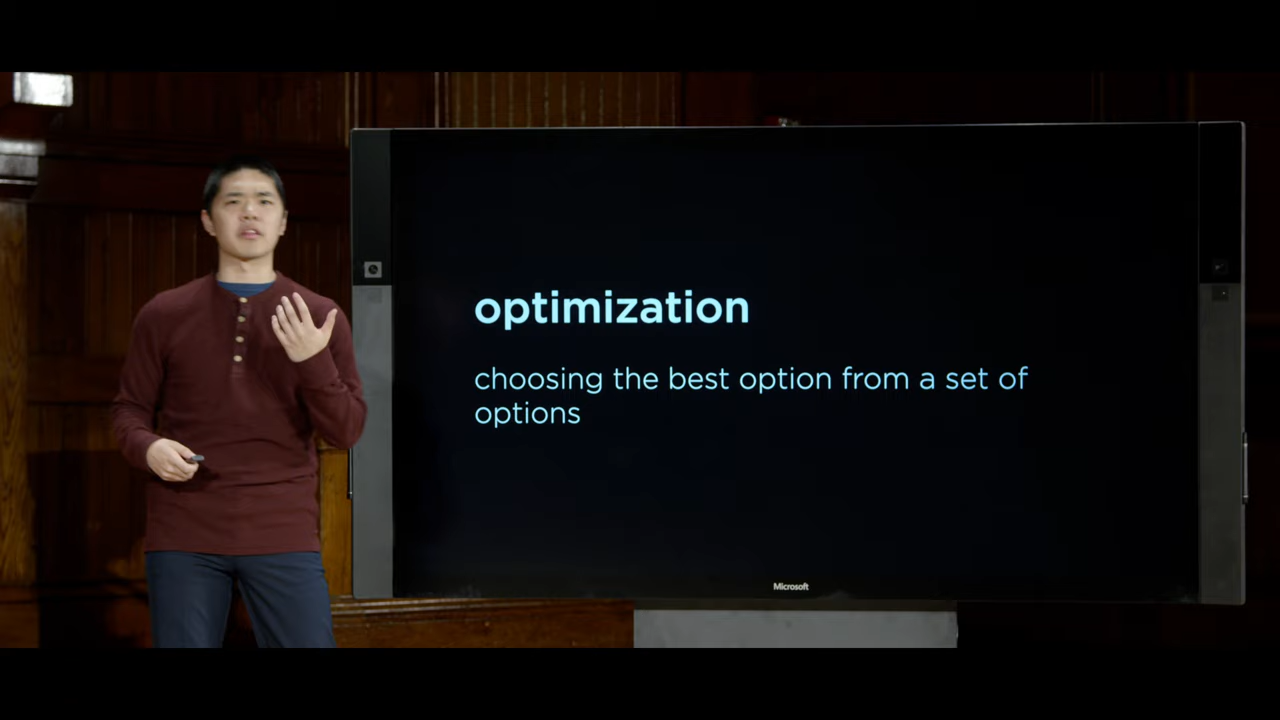 optimization
choosing the best option from a set of
options
Microsoft